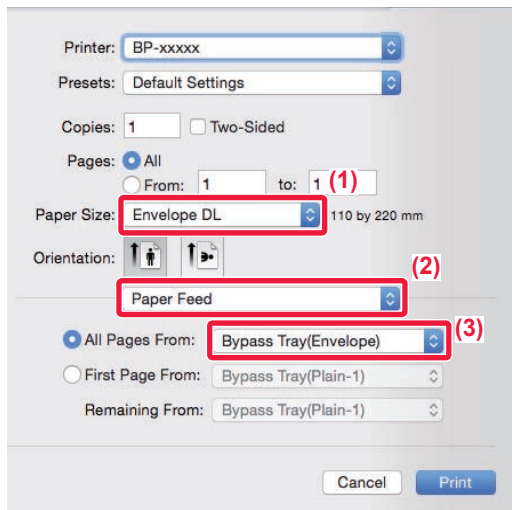 Printer: BP-xxxxx
Presets: Default Settings
Copies: 1 Two-Sided
Pages: All
From: 1 to: 1 (1)
Paper Size: Envelope DL 110 by 220 mm
Orientation:
(2)
Paper Feed
All Pages From: Bypass Tray(Envelope) (3)
First Page From: Bypass Tray(Plain-1)
Remaining From: Bypass Tray(Plain-1)
Cancel Print